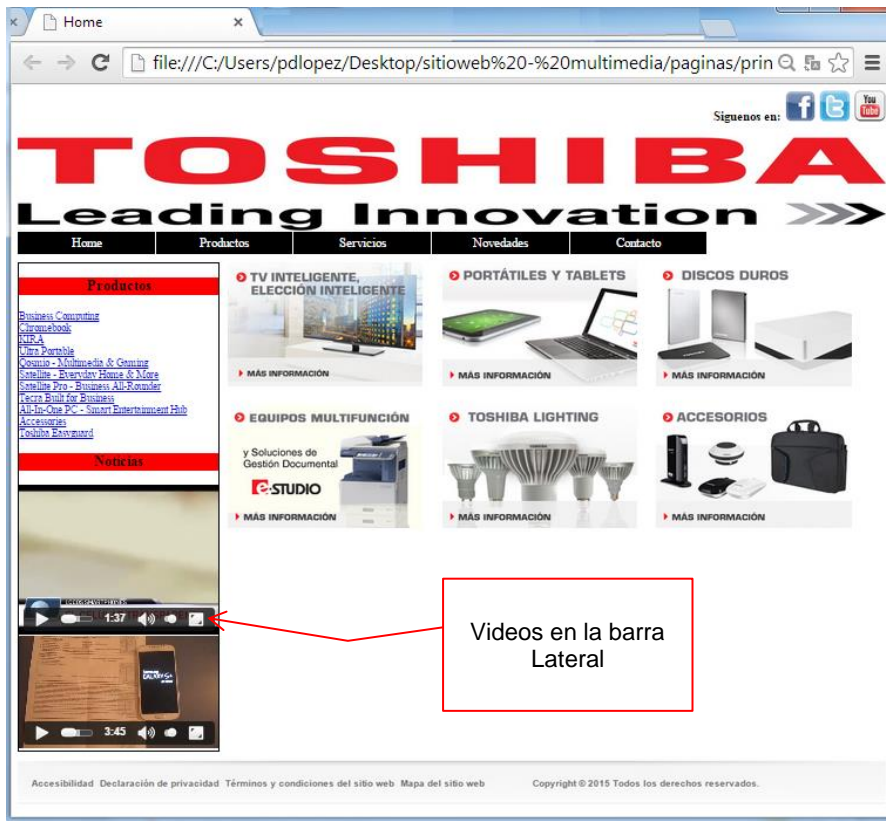 Home
file:///C:/Users/pdlopez/Desktop/sitioweb%20-%20multimedia/paginas/prin
Siguenos en:
You
Tube
TOSHIBA
Leading Innovation
Home Productos Servicios Novedades Contacto
Productos
Business Computing
Chromebook
KIRA
Ultra Portable
Qosmio - Multimedia & Gaming
Satellite - Everyday Home & More
Satellite Pro - Business All-Rounder
Tecra Built for Business
All-In-One PC - Smart Entertainment Hub
Accessories
Toshiba Easyguard
Noticias
1:37
SAMSUNG
GALAXY S4
3:45
TV INTELIGENTE,
ELECCIÓN INTELIGENTE
MÁS INFORMACIÓN
PORTÁTILES Y TABLETS
MÁS INFORMACIÓN
DISCOS DUROS
MÁS INFORMACIÓN
EQUIPOS MULTIFUNCIÓN
y Soluciones de
Gestión Documental
e-STUDIO
MÁS INFORMACIÓN
TOSHIBA LIGHTING
MÁS INFORMACIÓN
ACCESORIOS
MÁS INFORMACIÓN
Videos en la barra
Lateral
Accesibilidad Declaración de privacidad Términos y condiciones del sitio web Mapa del sitio web Copyright © 2015 Todos los derechos reservados.